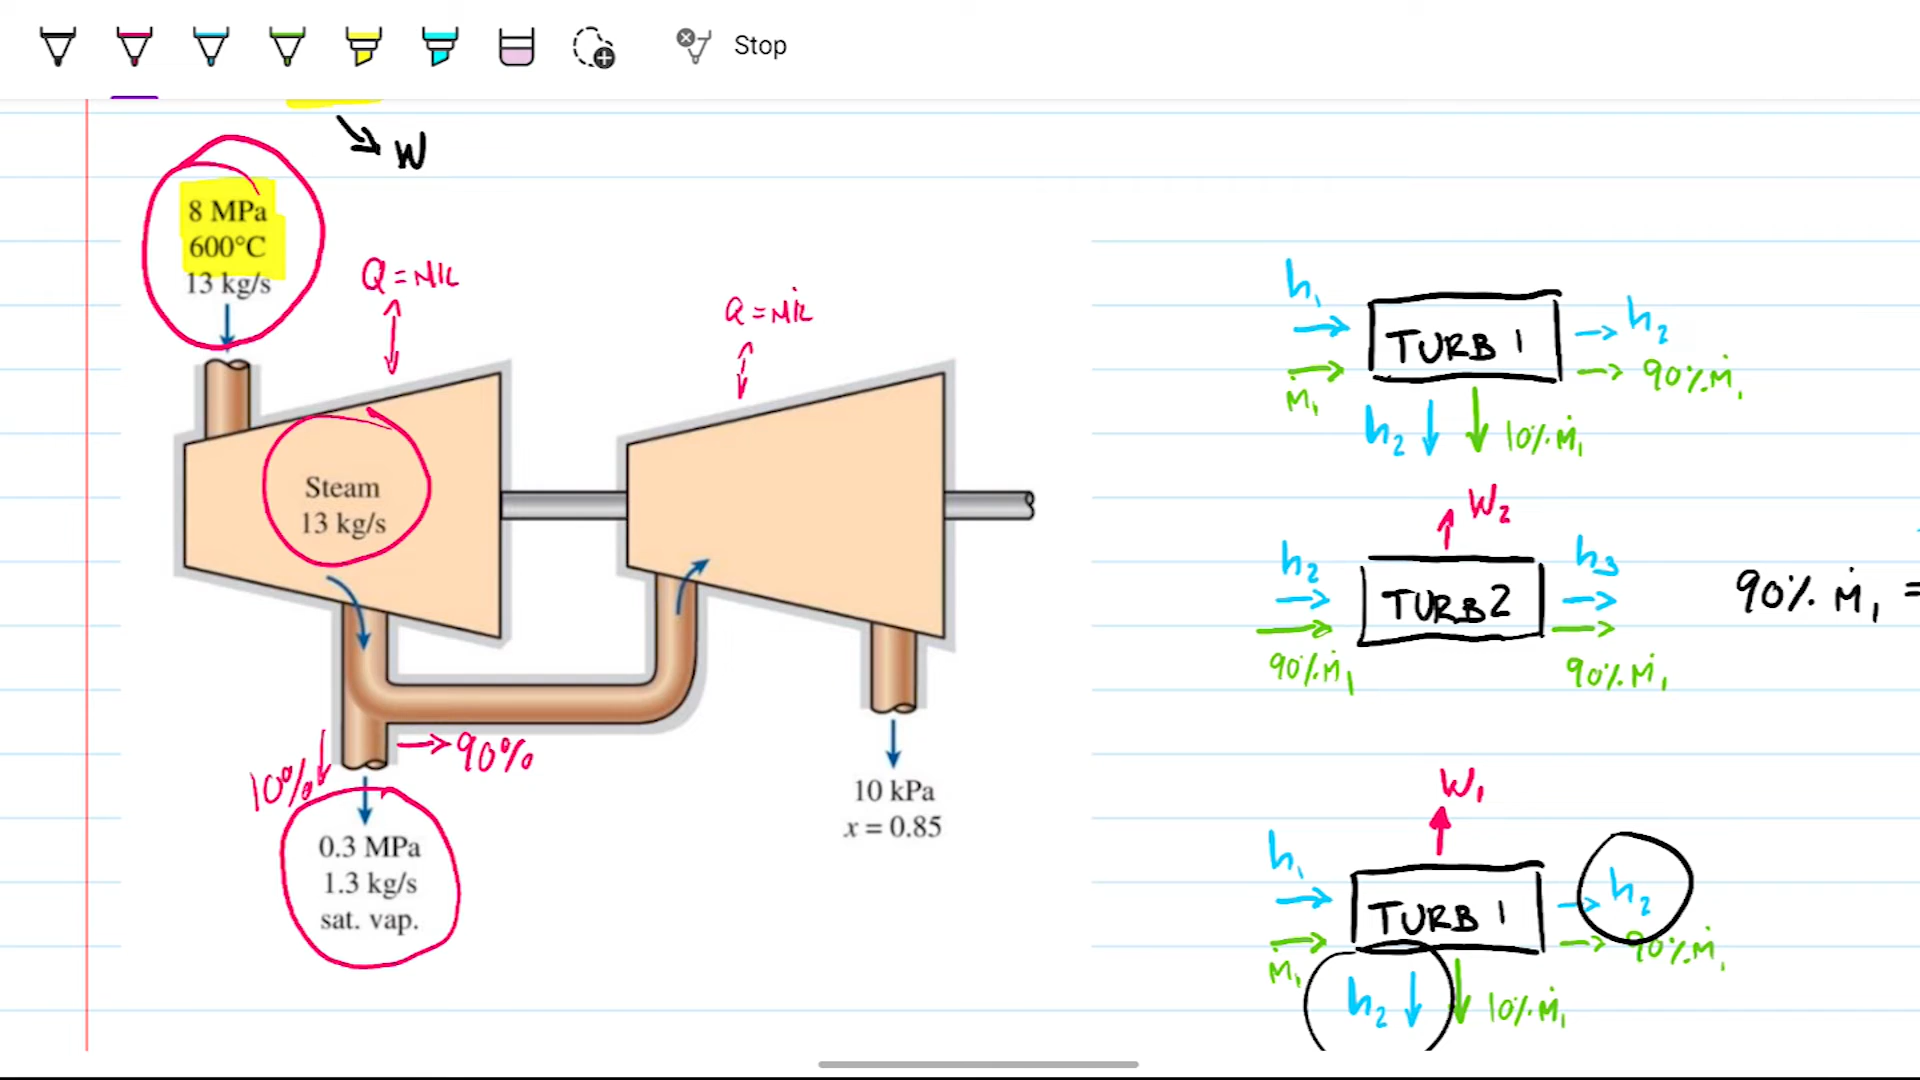 Stop
W
8 MPa
600°C
13 kg/s
Q = NIL
Q = NIL
Steam
13 kg/s
10%
90%
0.3 MPa
1.3 kg/s
sat. vap.
10 kPa
x = 0.85
h₁
TURB 1
h₂
ṁ₁
90% ṁ₁
h₂
10% ṁ₁
W₂
h₂
TURB 2
h₃
90% ṁ₁
90% ṁ₁
90% ṁ₁ =
W₁
h₁
TURB 1
h₂
ṁ₁
90% ṁ₁
h₂
10% ṁ₁